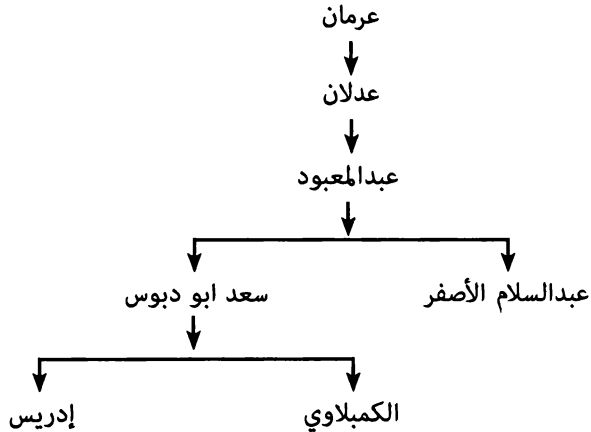 عرمان
عدلان
عبدالمعبود
عبدالسلام الأصفر
سعد ابو دبوس
الكمبلاوي
إدريس